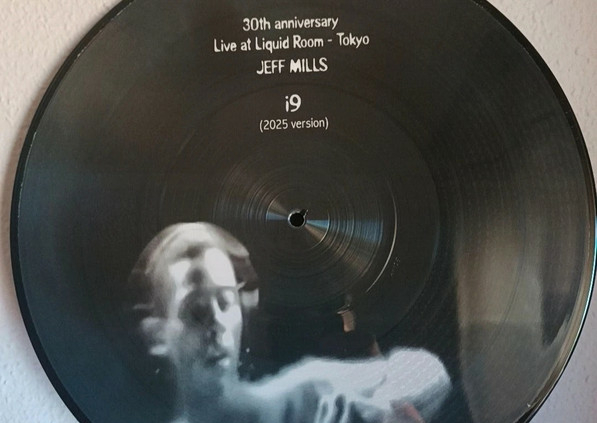 30th anniversary
Live at Liquid Room - Tokyo
JEFF MILLS
i9
(2025 version)